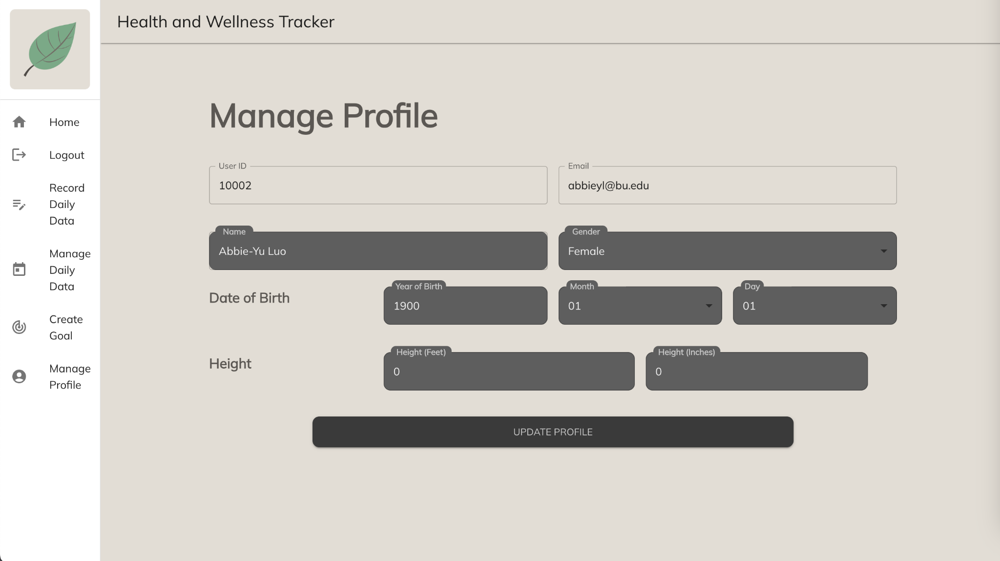 Health and Wellness Tracker
Home
Logout
Record
Daily
Data
Manage
Daily
Data
Create
Goal
Manage
Profile
Manage Profile
User ID
10002
Email
abbieyl@bu.edu
Name
Abbie-Yu Luo
Gender
Female
Date of Birth
Year of Birth
1900
Month
01
Day
01
Height
Height (Feet)
0
Height (Inches)
0
UPDATE PROFILE